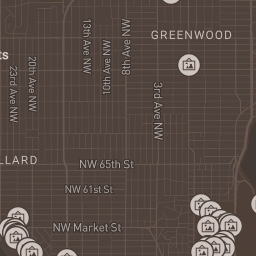 GREENWOOD
ts
13th Ave NW
8th Ave NW
10th Ave NW
20th Ave NW
23rd Ave NW
3rd Ave NW
LLARD
NW 65th St
NW 61st St
NW Market St